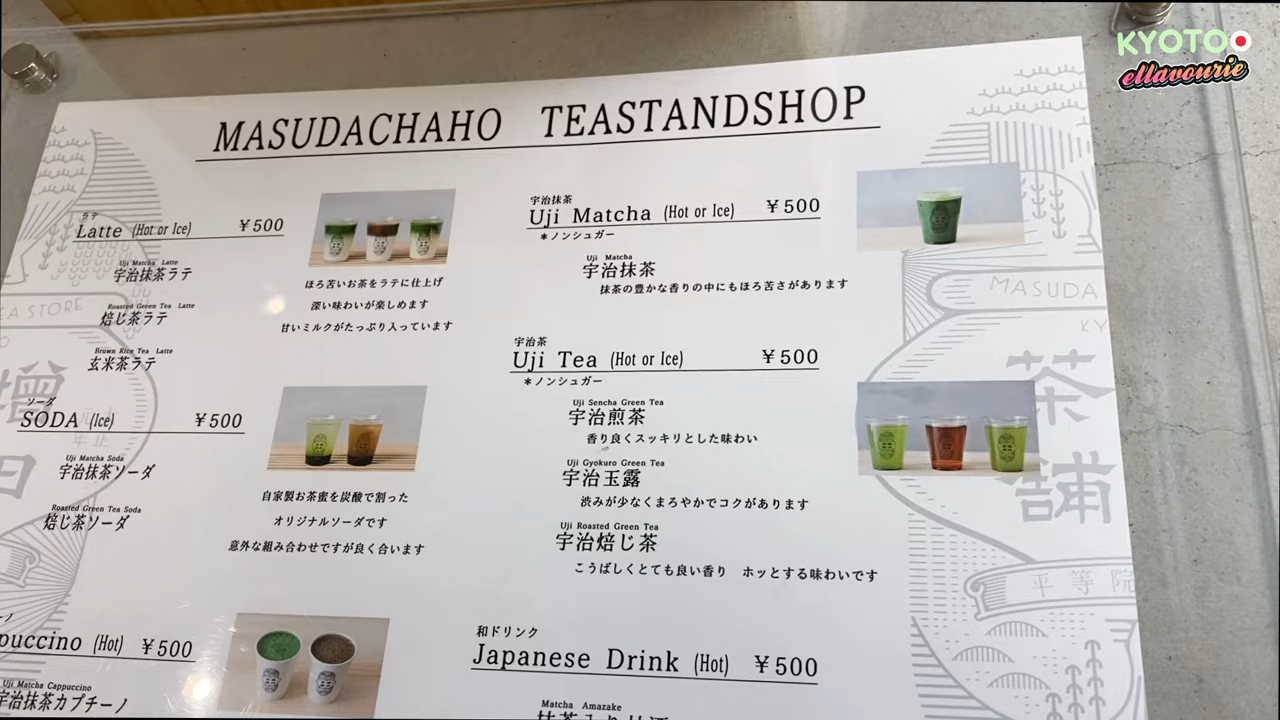 KYOTO
ellavourie
MASUDACHAHO TEASTANDSHOP
ラテ
Latte (Hot or Ice) ¥500
Uji Matcha Latte
宇治抹茶ラテ
Roasted Green Tea Latte
焙じ茶ラテ
Brown Rice Tea Latte
玄米茶ラテ
ほろ苦いお茶をラテに仕上げ
深い味わいが楽しめます
甘いミルクがたっぷり入っています
ソーダ
SODA (Ice) ¥500
Uji Matcha Soda
宇治抹茶ソーダ
Roasted Green Tea Soda
焙じ茶ソーダ
自家製お茶蜜を炭酸で割った
オリジナルソーダです
意外な組み合わせですが良く合います
puccino (Hot) ¥500
Uji Matcha Cappuccino
宇治抹茶カプチーノ
宇治抹茶
Uji Matcha (Hot or Ice) ¥500
*ノンシュガー
Uji Matcha
宇治抹茶
抹茶の豊かな香りの中にもほろ苦さがあります
宇治茶
Uji Tea (Hot or Ice) ¥500
*ノンシュガー
Uji Sencha Green Tea
宇治煎茶
香り良くスッキリとした味わい
Uji Gyokuro Green Tea
宇治玉露
渋みが少なくまろやかでコクがあります
Uji Roasted Green Tea
宇治焙じ茶
こうばしくとても良い香り ホッとする味わいです
和ドリンク
Japanese Drink (Hot) ¥500
Matcha Amazake
TEA STORE
増
田
MASUDA
KY
茶
舗
平等院